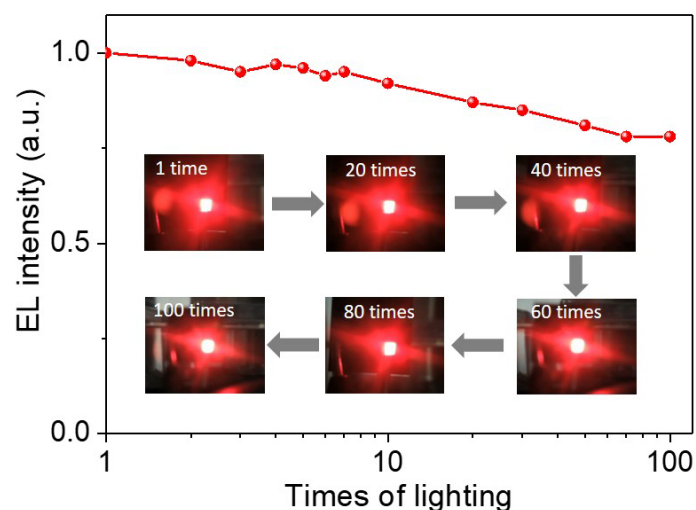 1.0
0.5
0.0
EL intensity (a.u.)
1 time
20 times
40 times
100 times
80 times
60 times
1
10
100
Times of lighting